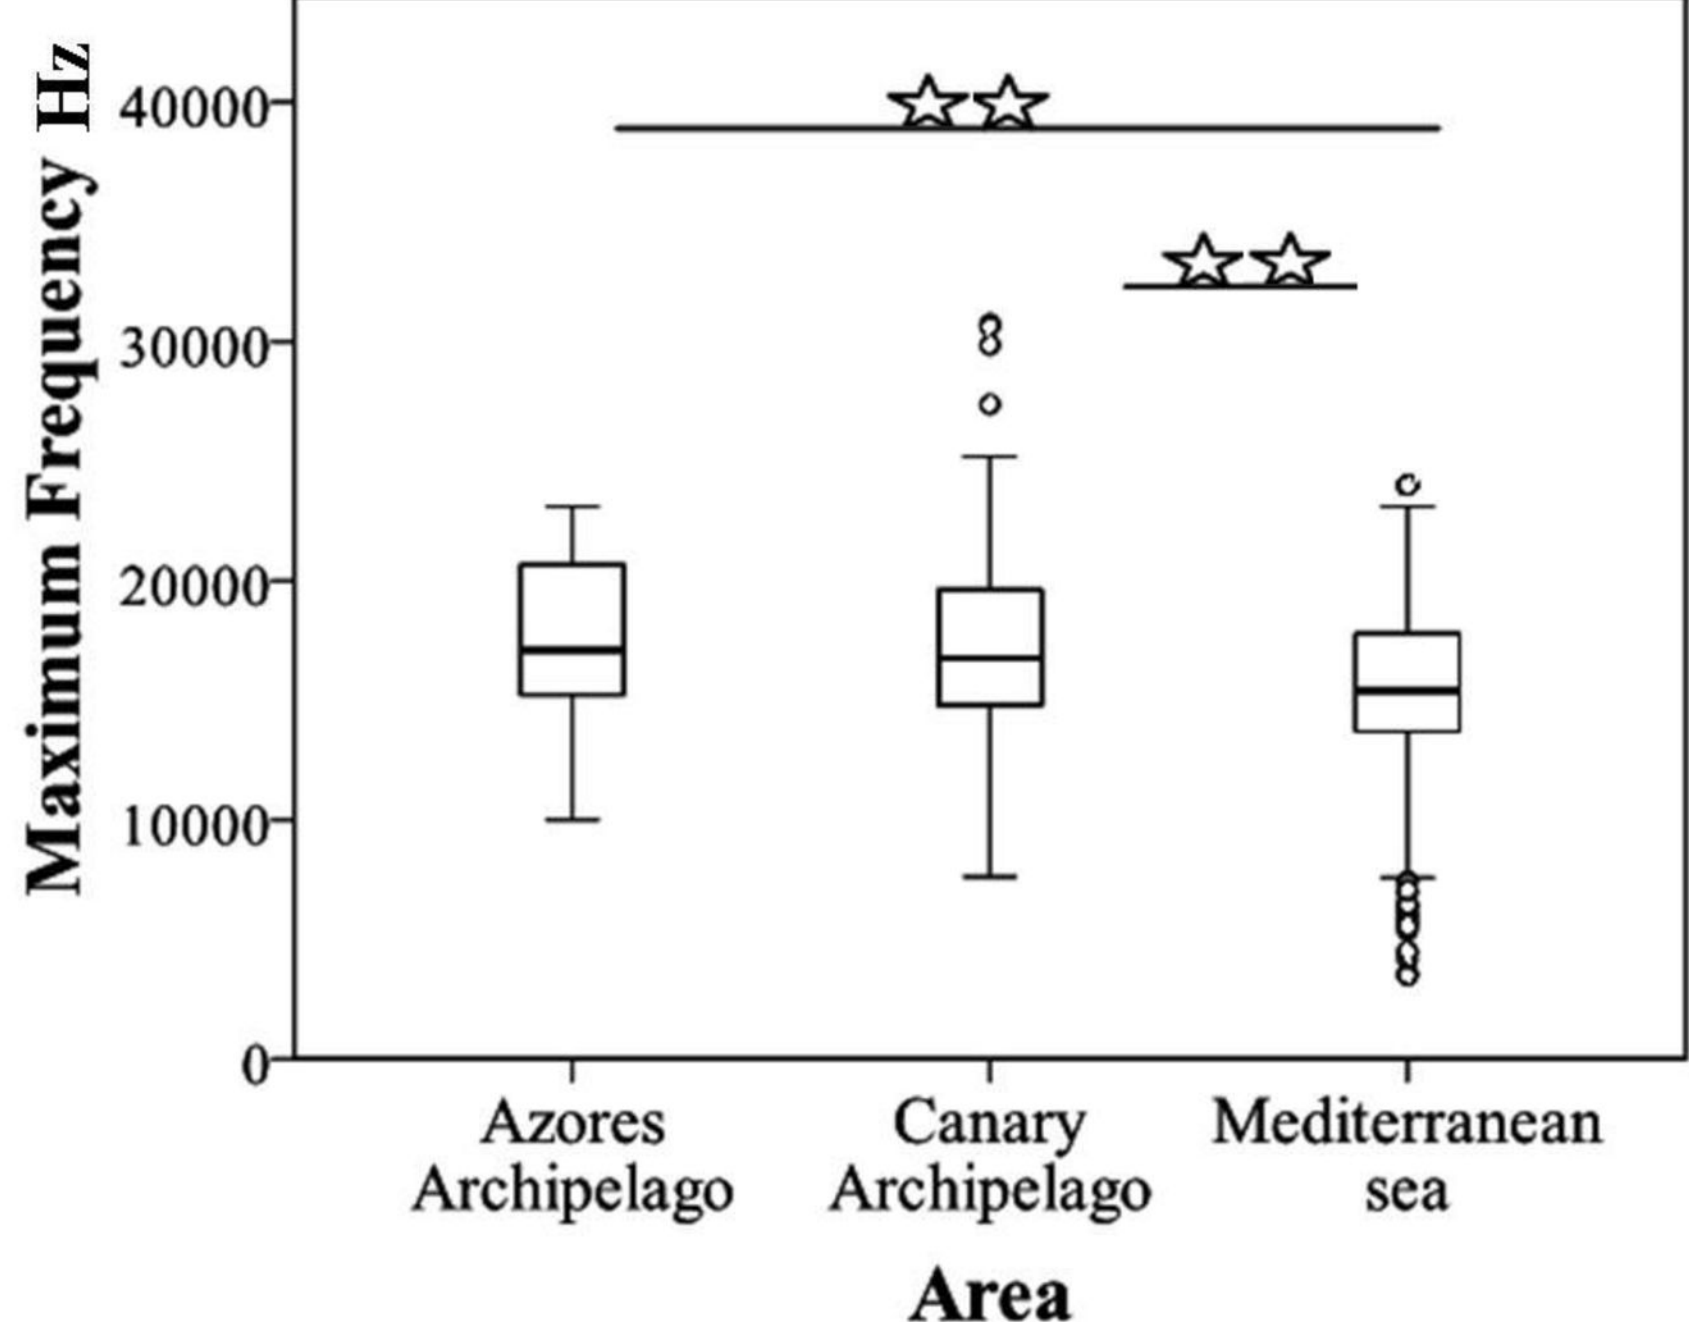 Maximum Frequency Hz
40000
30000
20000
10000
0
Azores
Archipelago
Canary
Archipelago
Mediterranean
sea
Area